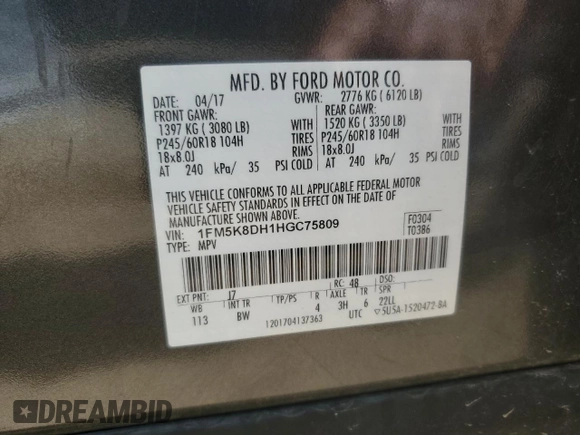 MFD. BY FORD MOTOR CO.
DATE: 04/17 GVWR: 2776 KG ( 6120 LB)
FRONT GAWR: REAR GAWR:
1397 KG ( 3080 LB) WITH 1520 KG ( 3350 LB) WITH
P245/60R18 104H TIRES P245/60R18 104H TIRES
18x8.0J RIMS 18x8.0J RIMS
AT 240 kPa/ 35 PSI COLD AT 240 kPa/ 35 PSI COLD
THIS VEHICLE CONFORMS TO ALL APPLICABLE FEDERAL MOTOR
VEHICLE SAFETY STANDARDS IN EFFECT ON THE DATE OF
MANUFACTURE SHOWN ABOVE.
VIN: 1FM5K8DH1HGC75809 F0304
TYPE: MPV T0386
EXT PNT: J7 RC: 48 DSO:
WB INT TR TP/PS R AXLE TR SPR
113 BW 4 3H 6 22LL
1201704137363 UTC 5U5A-1520472-BA
DREAMBID